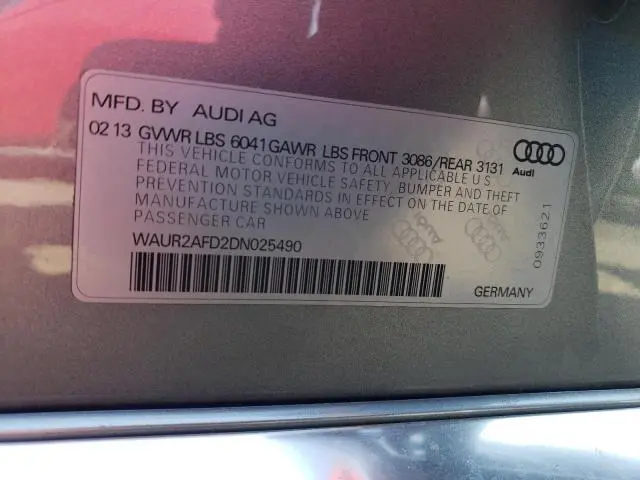 MFD. BY AUDI AG
02 13 GVWR LBS 6041 GAWR LBS FRONT 3086/REAR 3131
THIS VEHICLE CONFORMS TO ALL APPLICABLE U S
FEDERAL MOTOR VEHICLE SAFETY, BUMPER AND THEFT
PREVENTION STANDARDS IN EFFECT ON THE DATE OF
MANUFACTURE SHOWN ABOVE
PASSENGER CAR
WAUR2AFD2DN025490
GERMANY
Audi
0933621
Audi